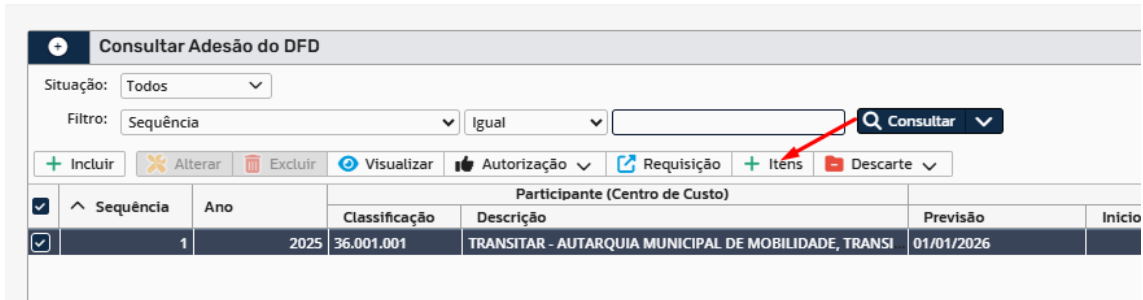 Consultar Adesão do DFD
Situação: Todos
Filtro: Sequência Igual Consultar
Incluir Alterar Excluir Visualizar Autorização Requisição Itens Descarte
Participante (Centro de Custo)
Sequência Ano Classificação Descrição Previsão Inicio
1 2025 36.001.001 TRANSITAR - AUTARQUIA MUNICIPAL DE MOBILIDADE, TRANSI 01/01/2026